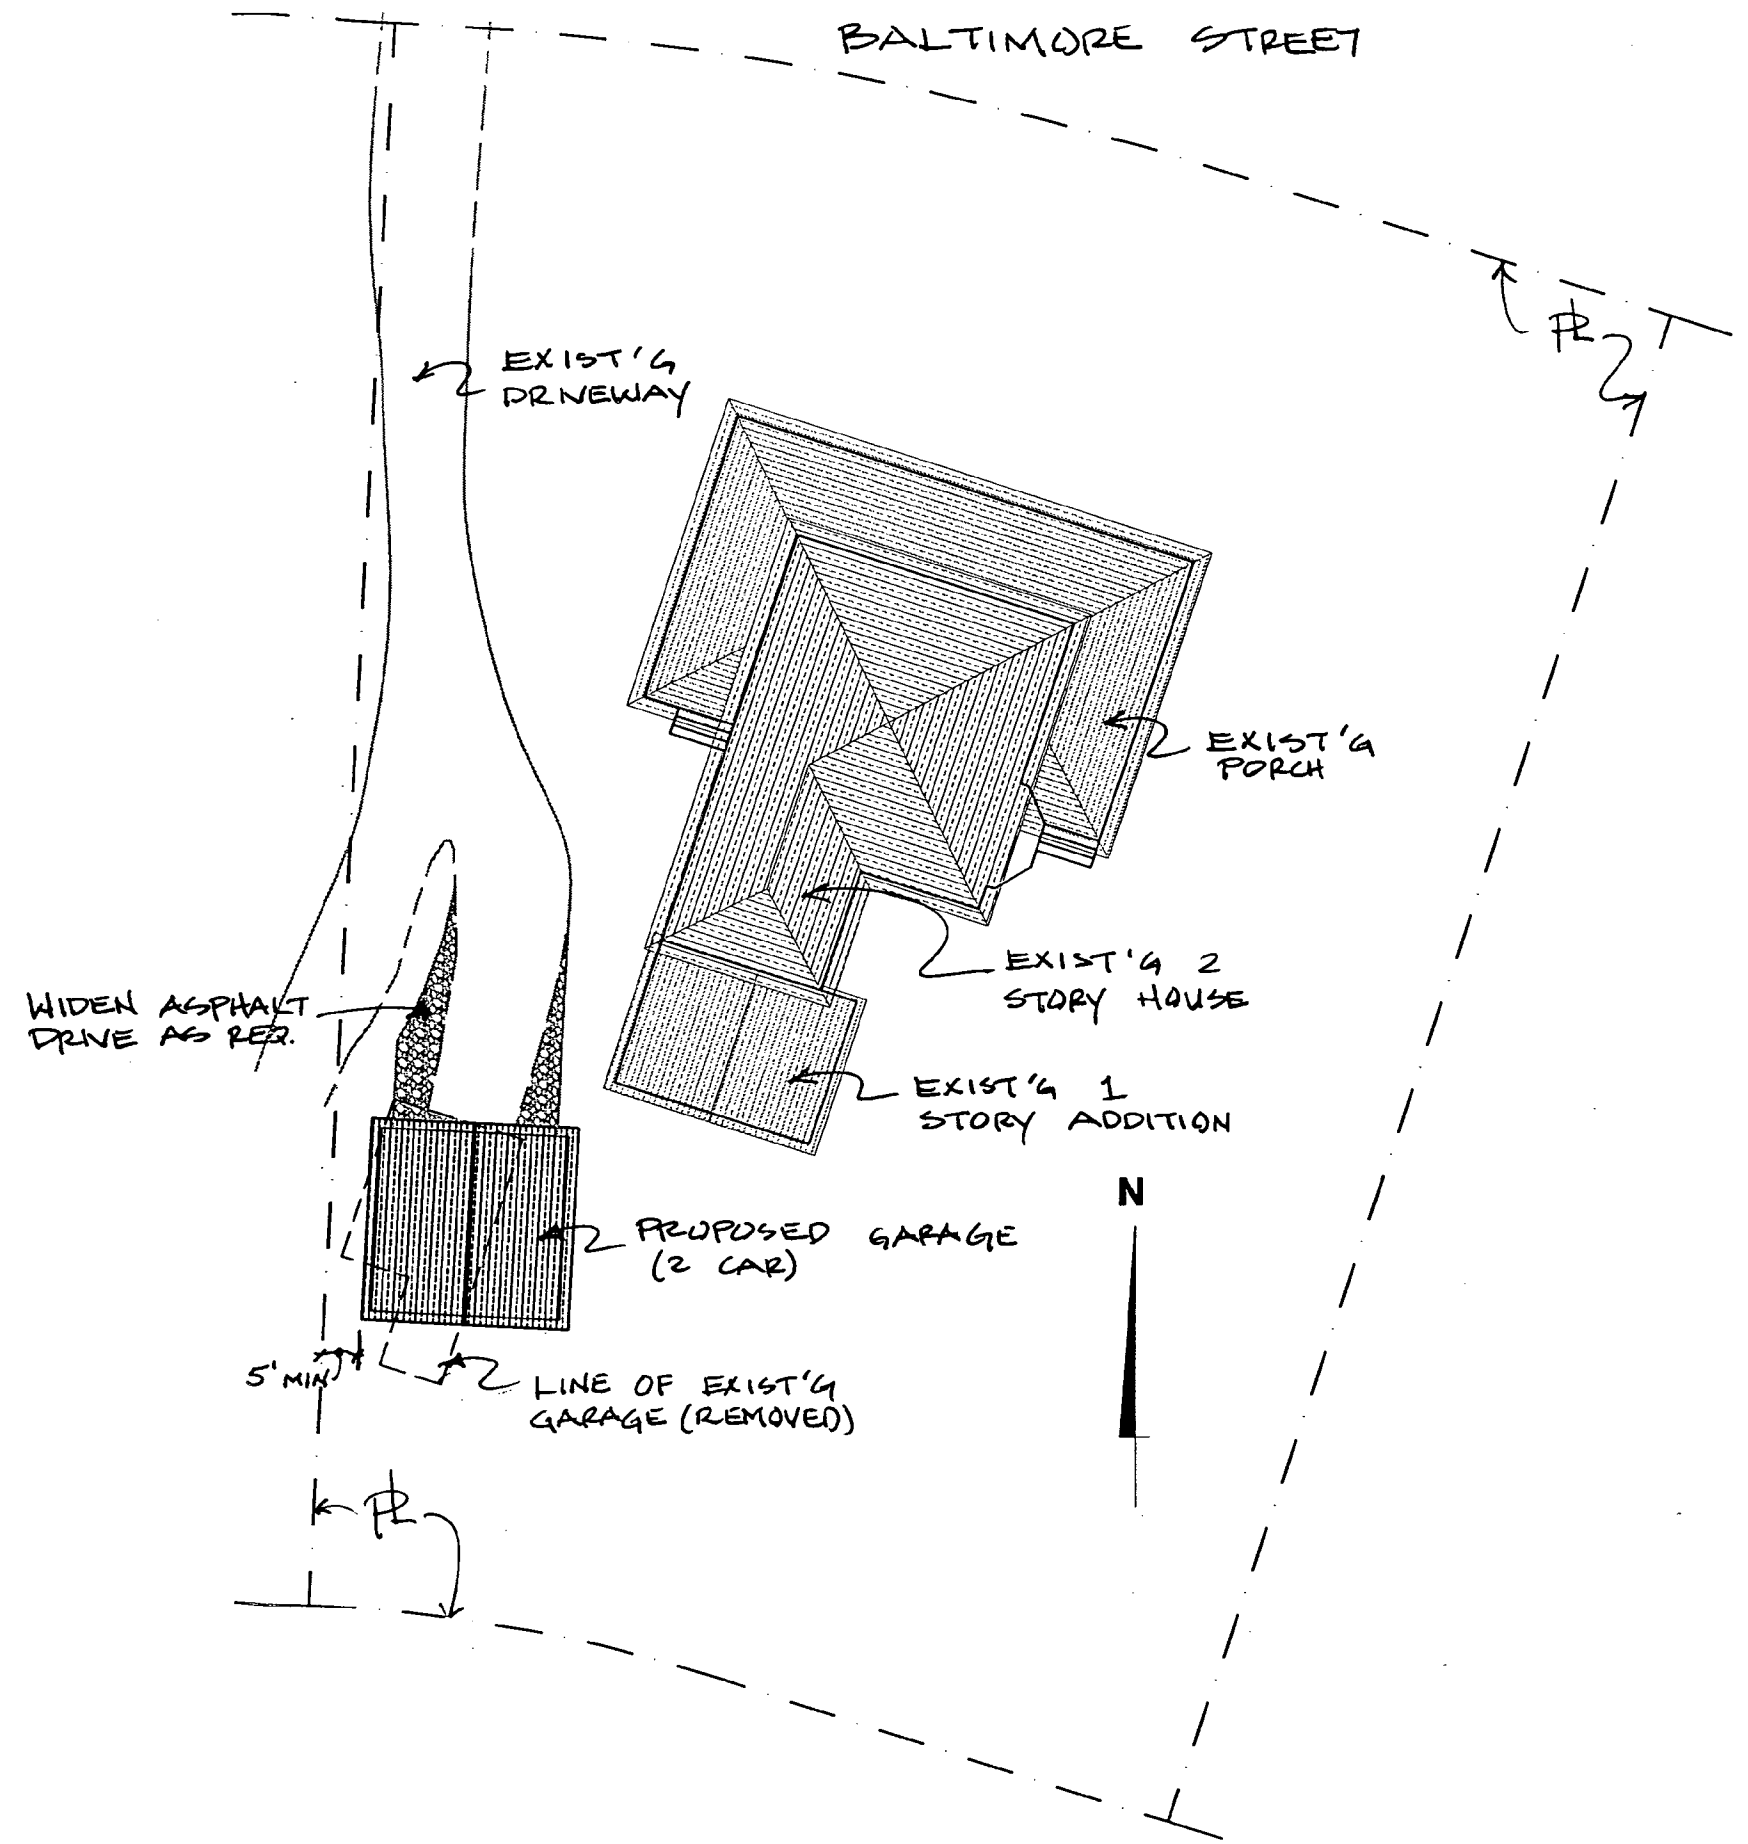 BALTIMORE STREET
PL
EXIST'G
DRIVEWAY
EXIST'G
PORCH
EXIST'G 2
STORY HOUSE
WIDEN ASPHALT
DRIVE AS REQ.
EXIST'G 1
STORY ADDITION
N
PROPOSED GARAGE
(2 CAR)
5' MIN
LINE OF EXIST'G
GARAGE (REMOVED)
PL